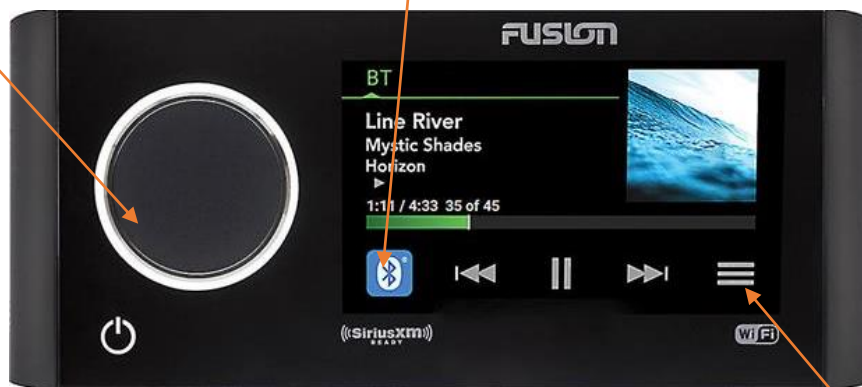 FUSION
BT
Line River
Mystic Shades
Horizon
1:11 / 4:33 35 of 45
((SiriusXM))
READY
WiFi